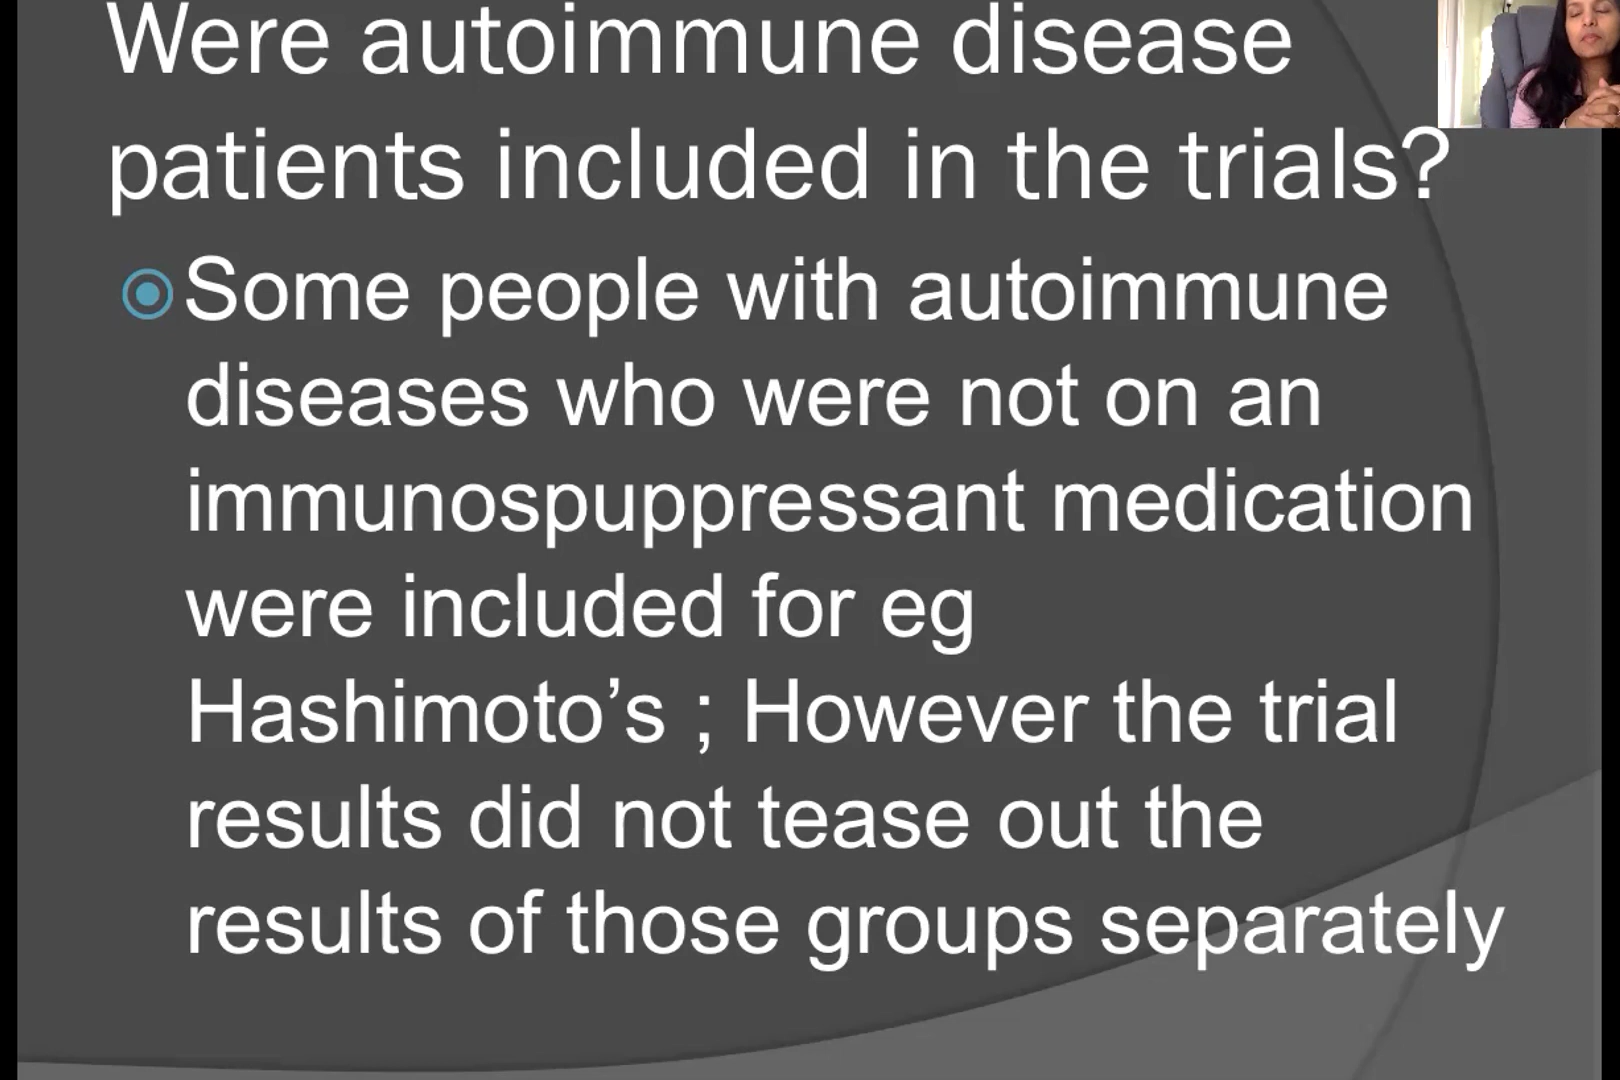 Were autoimmune disease
patients included in the trials?
Some people with autoimmune
diseases who were not on an
immunospuppressant medication
were included for eg
Hashimoto’s ; However the trial
results did not tease out the
results of those groups separately